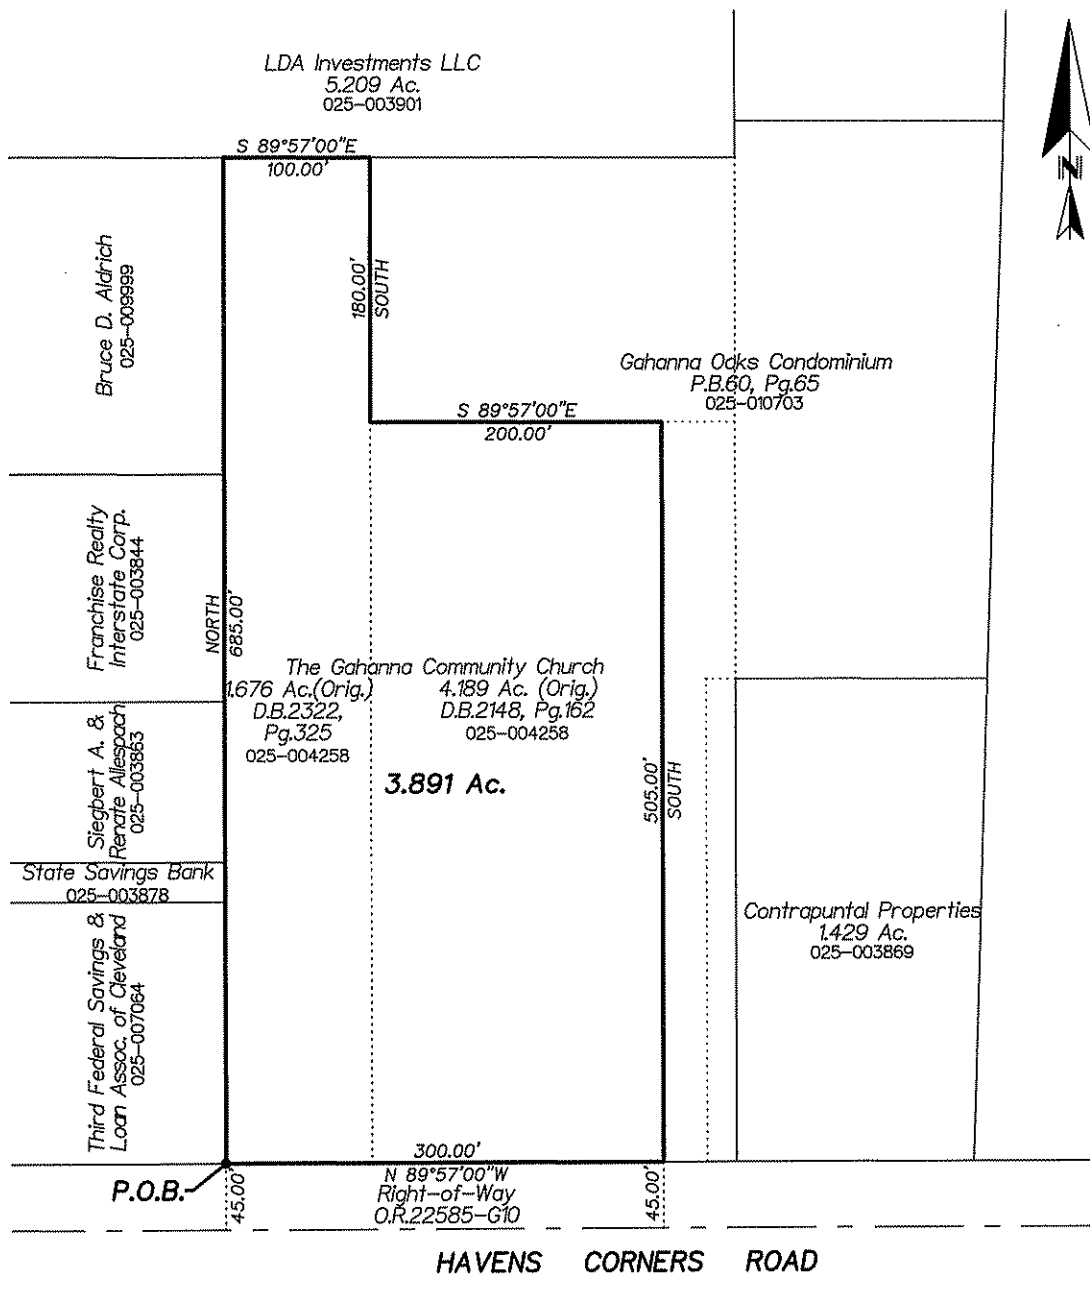 LDA Investments LLC
5.209 Ac.
025-003901
N
S 89°57'00"E
100.00'
Bruce D. Aldrich
025-009999
180.00'
SOUTH
Gahanna Oaks Condominium
P.B.60, Pg.65
025-010703
S 89°57'00"E
200.00'
Franchise Realty
Interstate Corp.
025-003844
NORTH
685.00'
The Gahanna Community Church
1.676 Ac.(Orig.)
D.B.2322,
Pg.325
025-004258
4.189 Ac. (Orig.)
D.B.2148, Pg.162
025-004258
3.891 Ac.
Siegbert A. &
Renate Allespach
025-003863
505.00'
SOUTH
State Savings Bank
025-003878
Contrapuntal Properties
1.429 Ac.
025-003869
Third Federal Savings &
Loan Assoc. of Cleveland
025-007064
300.00'
N 89°57'00"W
Right-of-Way
O.R.22585-G10
P.O.B.
45.00'
45.00'
HAVENS CORNERS ROAD